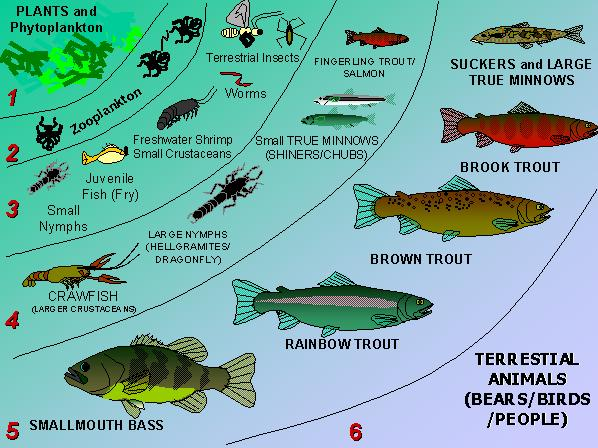 PLANTS and
Phytoplankton
1
Zooplankton
2
Terrestrial Insects
Worms
Freshwater Shrimp
Small Crustaceans
Juvenile
Fish (Fry)
Small
Nymphs
3
FINGERLING TROUT/
SALMON
Small TRUE MINNOWS
(SHINERS/CHUBS)
LARGE NYMPHS
(HELLGRAMITES/
DRAGONFLY)
CRAWFISH
(LARGER CRUSTACEANS)
4
SUCKERS and LARGE
TRUE MINNOWS
BROOK TROUT
BROWN TROUT
RAINBOW TROUT
SMALLMOUTH BASS
5
TERRESTIAL
ANIMALS
(BEARS/BIRDS
/PEOPLE)
6